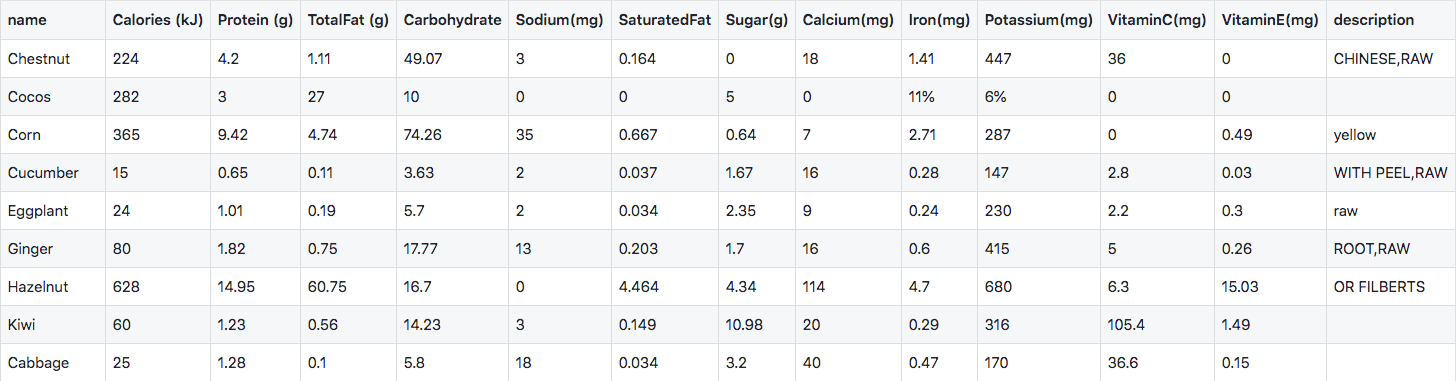 name Calories (kJ) Protein (g) TotalFat (g) Carbohydrate Sodium(mg) SaturatedFat Sugar(g) Calcium(mg) Iron(mg) Potassium(mg) VitaminC(mg) VitaminE(mg) description
Chestnut 224 4.2 1.11 49.07 3 0.164 0 18 1.41 447 36 0 CHINESE,RAW
Cocos 282 3 27 10 0 0 5 0 11% 6% 0 0
Corn 365 9.42 4.74 74.26 35 0.667 0.64 7 2.71 287 0 0.49 yellow
Cucumber 15 0.65 0.11 3.63 2 0.037 1.67 16 0.28 147 2.8 0.03 WITH PEEL,RAW
Eggplant 24 1.01 0.19 5.7 2 0.034 2.35 9 0.24 230 2.2 0.3 raw
Ginger 80 1.82 0.75 17.77 13 0.203 1.7 16 0.6 415 5 0.26 ROOT,RAW
Hazelnut 628 14.95 60.75 16.7 0 4.464 4.34 114 4.7 680 6.3 15.03 OR FILBERTS
Kiwi 60 1.23 0.56 14.23 3 0.149 10.98 20 0.29 316 105.4 1.49
Cabbage 25 1.28 0.1 5.8 18 0.034 3.2 40 0.47 170 36.6 0.15